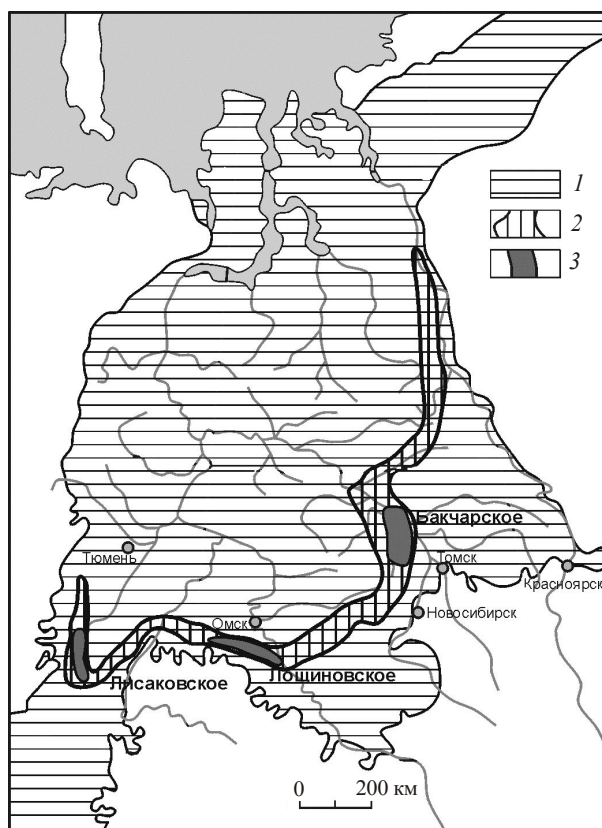 1
2
3
Бакчарское
Тюмень
Томск
Красноярск
Омск
Новосибирск
Лисаковское
Лощиновское
0 200 км